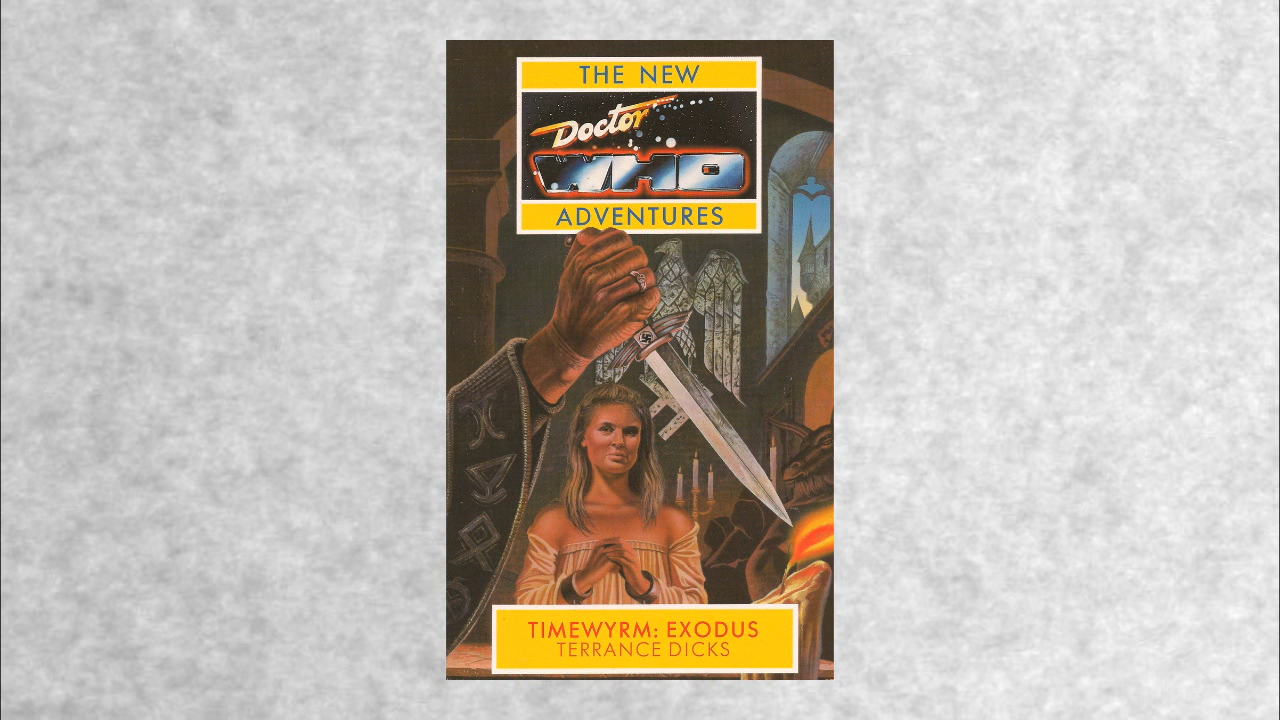 THE NEW
Doctor
WHO
ADVENTURES
TIMEWYRM: EXODUS
TERRANCE DICKS